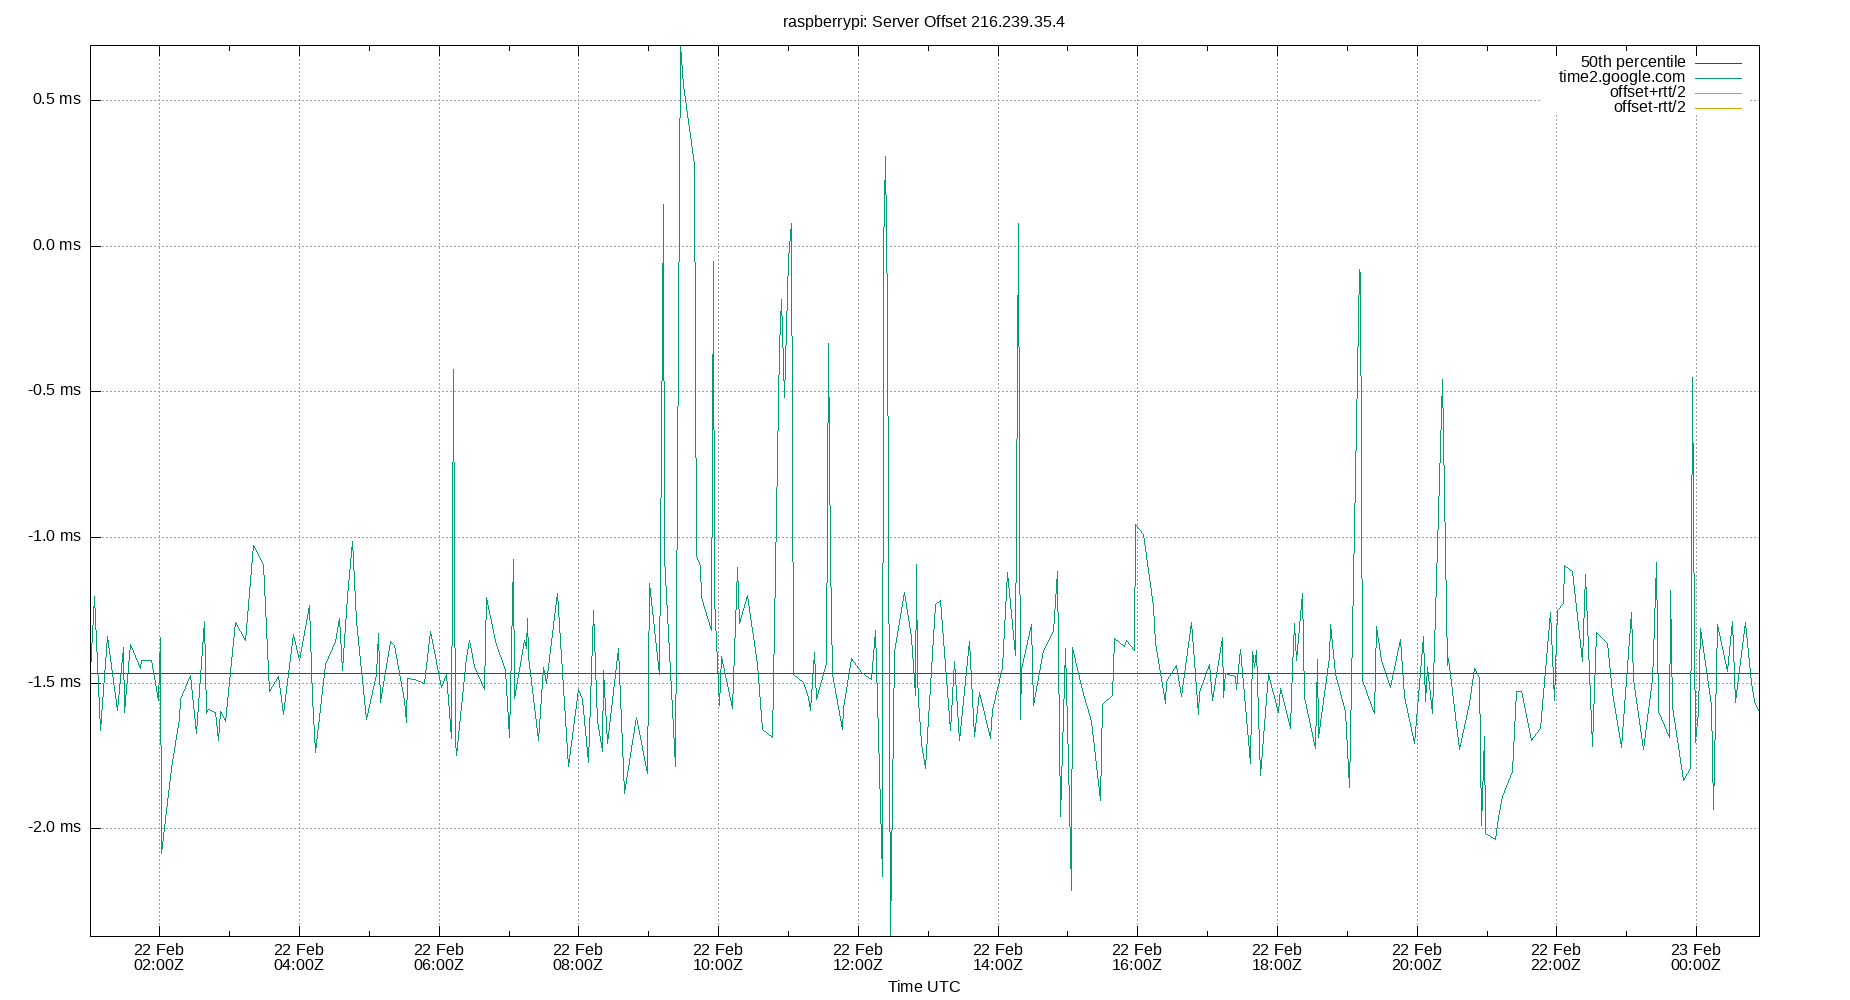 raspberrypi: Server Offset 216.239.35.4
50th percentile
time2.google.com
offset+rtt/2
offset-rtt/2
0.5 ms
0.0 ms
-0.5 ms
-1.0 ms
-1.5 ms
-2.0 ms
22 Feb 22 Feb 22 Feb 22 Feb 22 Feb 22 Feb 22 Feb 22 Feb 22 Feb 22 Feb 22 Feb 23 Feb
02:00Z 04:00Z 06:00Z 08:00Z 10:00Z 12:00Z 14:00Z 16:00Z 18:00Z 20:00Z 22:00Z 00:00Z
Time UTC